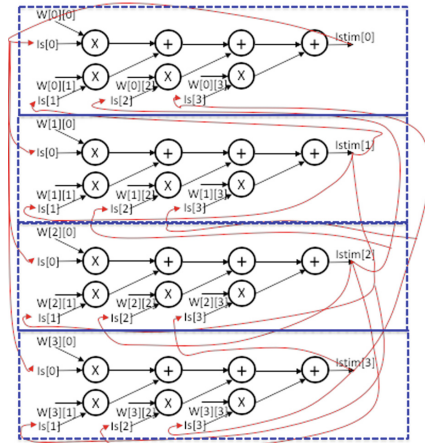 W[0][0]
Is[0] X + + + Istim[0]
X X X
W[0][1] W[0][2] W[0][3]
Is[1] Is[2] Is[3]
W[1][0]
Is[0] X + + + Istim[1]
X X X
W[1][1] W[1][2] W[1][3]
Is[1] Is[2] Is[3]
W[2][0]
Is[0] X + + + Istim[2]
X X X
W[2][1] W[2][2] W[2][3]
Is[1] Is[2] Is[3]
W[3][0]
Is[0] X + + + Istim[3]
X X X
W[3][1] W[3][2] W[3][3]
Is[1] Is[2] Is[3]